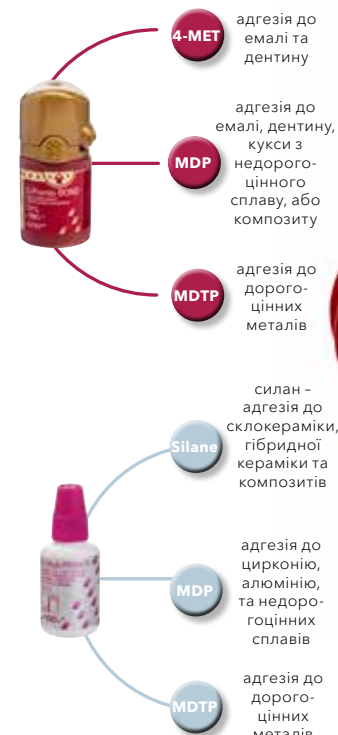 4-MET
адгезія до
емалі та
дентину
MDP
адгезія до
емалі, дентину,
кукси з
недорого-
цінного
сплаву, або
композиту
MDTP
адгезія до
дорого-
цінних
металів
Silane
силан –
адгезія до
склокераміки,
гібридної
кераміки та
композитів
MDP
адгезія до
цирконію,
алюмінію,
та недоро-
гоцінних
сплавів
MDTP
адгезія до
дорого-
цінних
металів